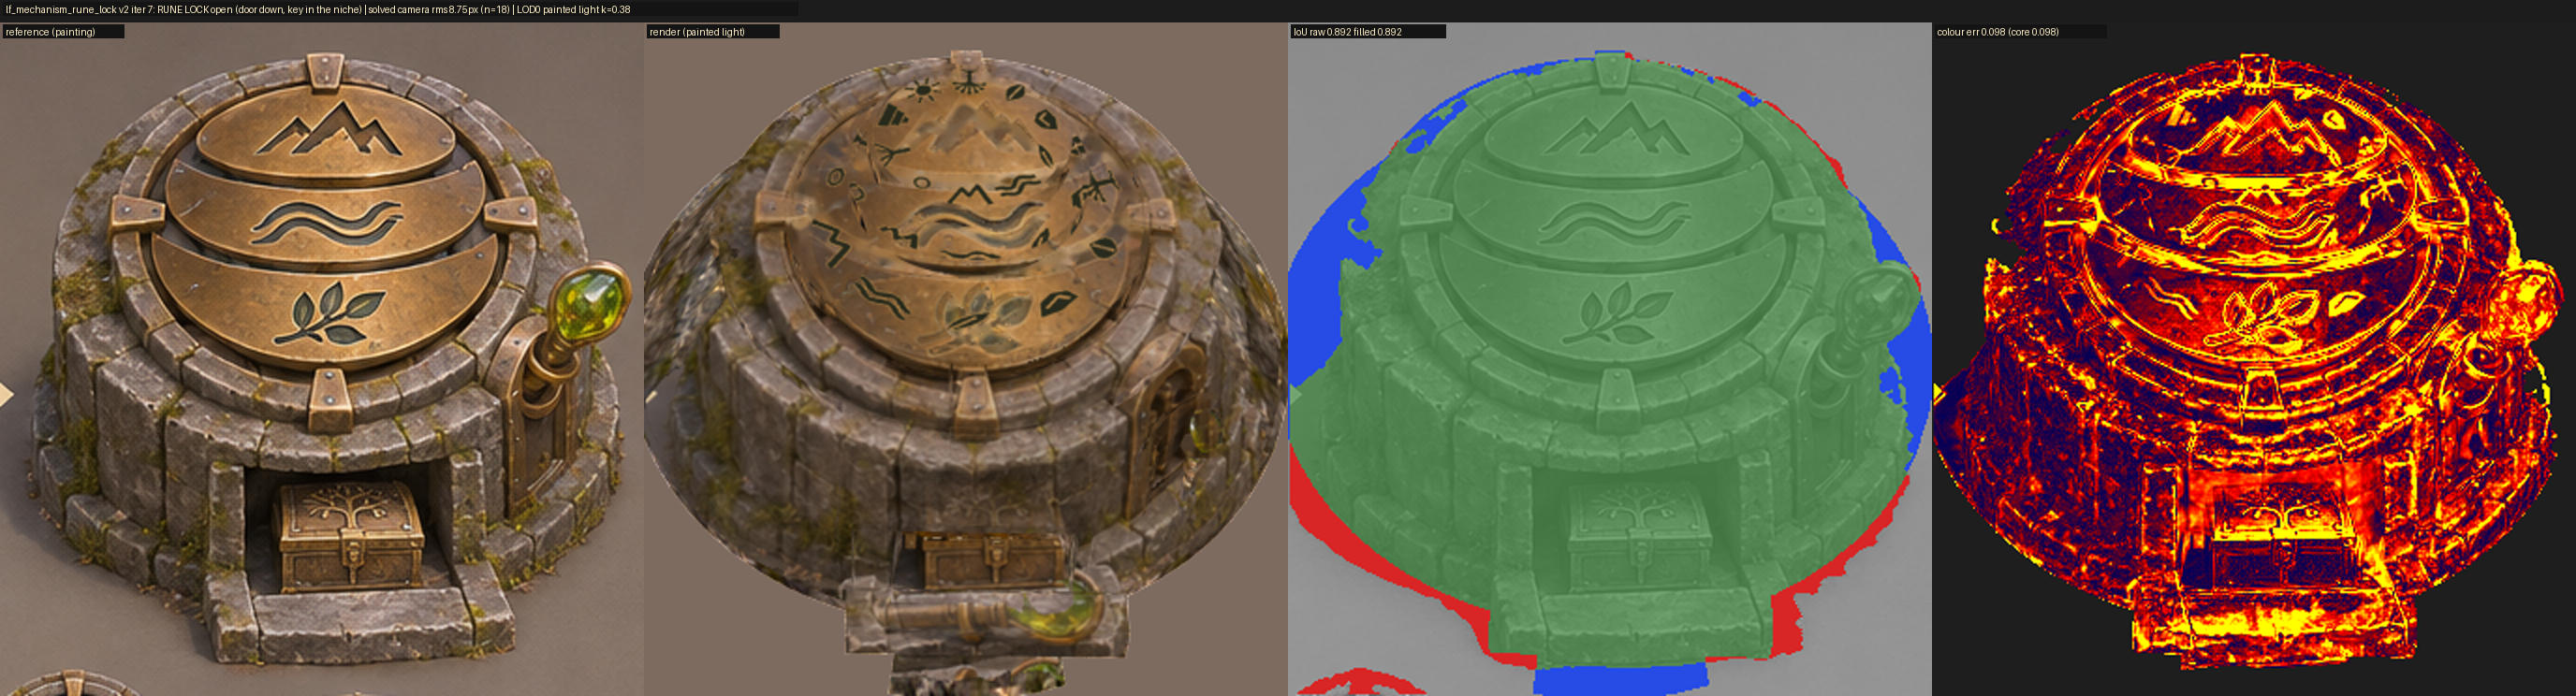 lf_mechanism_rune_lock v2 iter 7: RUNE LOCK open (door down, key in the niche) | solved camera rms 8.75px (n=18) | LOD0 painted light k=0.38
reference (painting)
render (painted light)
IoU raw 0.892 filled 0.892
colour err 0.098 (core 0.098)